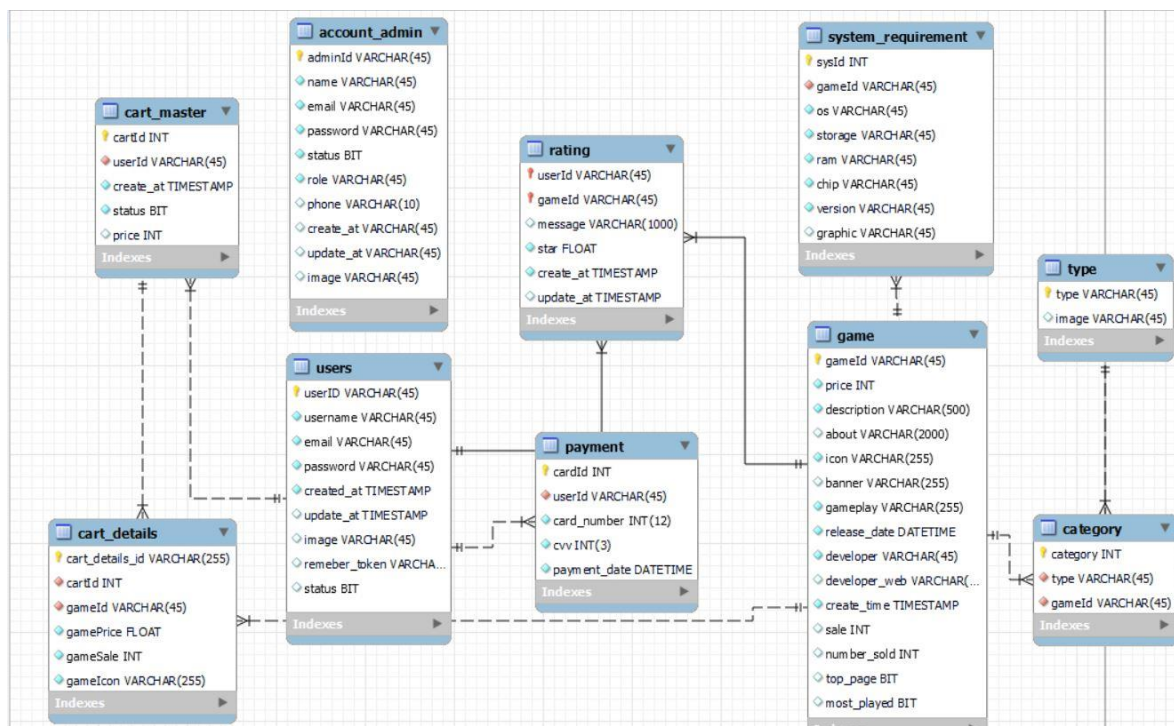 account_admin
adminId VARCHAR(45)
name VARCHAR(45)
email VARCHAR(45)
password VARCHAR(45)
status BIT
role VARCHAR(45)
phone VARCHAR(10)
create_at VARCHAR(45)
update_at VARCHAR(45)
image VARCHAR(45)
Indexes
system_requirement
sysId INT
gameId VARCHAR(45)
os VARCHAR(45)
storage VARCHAR(45)
ram VARCHAR(45)
chip VARCHAR(45)
version VARCHAR(45)
graphic VARCHAR(45)
Indexes
cart_master
cartId INT
userId VARCHAR(45)
create_at TIMESTAMP
status BIT
price INT
Indexes
rating
userId VARCHAR(45)
gameId VARCHAR(45)
message VARCHAR(1000)
star FLOAT
create_at TIMESTAMP
update_at TIMESTAMP
Indexes
type
type VARCHAR(45)
image VARCHAR(45)
Indexes
game
gameId VARCHAR(45)
price INT
description VARCHAR(500)
about VARCHAR(2000)
icon VARCHAR(255)
banner VARCHAR(255)
gameplay VARCHAR(255)
release_date DATETIME
developer VARCHAR(45)
developer_web VARCHAR(...
create_time TIMESTAMP
sale INT
number_sold INT
top_page BIT
most_played BIT
Indexes
users
userID VARCHAR(45)
username VARCHAR(45)
email VARCHAR(45)
password VARCHAR(45)
created_at TIMESTAMP
update_at TIMESTAMP
image VARCHAR(45)
remeber_token VARCHA...
status BIT
Indexes
payment
cardId INT
userId VARCHAR(45)
card_number INT(12)
cvv INT(3)
payment_date DATETIME
Indexes
cart_details
cart_details_id VARCHAR(255)
cartId INT
gameId VARCHAR(45)
gamePrice FLOAT
gameSale INT
gameIcon VARCHAR(255)
Indexes
category
category INT
type VARCHAR(45)
gameId VARCHAR(45)
Indexes